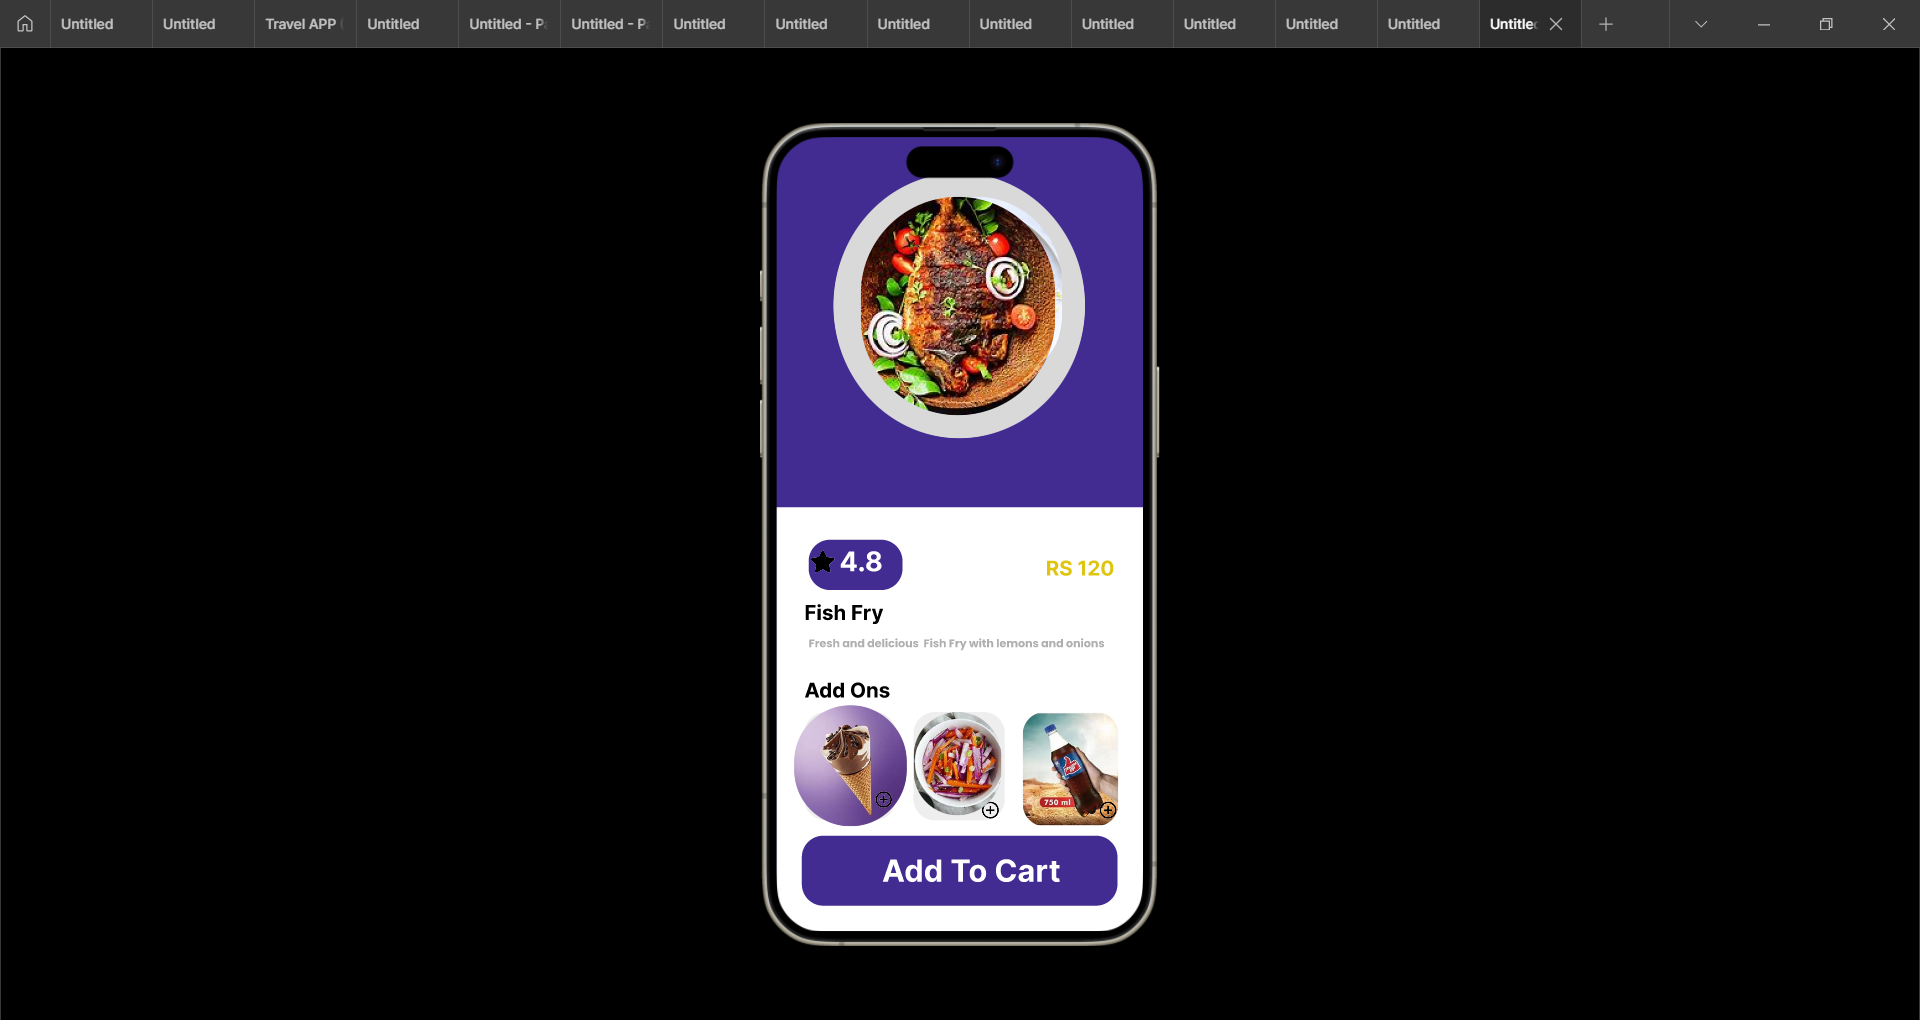 Untitled
Untitled
Travel APP
Untitled
Untitled - P
Untitled - P
Untitled
Untitled
Untitled
Untitled
Untitled
Untitled
Untitled
Untitled
Untitle
4.8
RS 120
Fish Fry
Fresh and delicious Fish Fry with lemons and onions
Add Ons
750 ml
Add To Cart